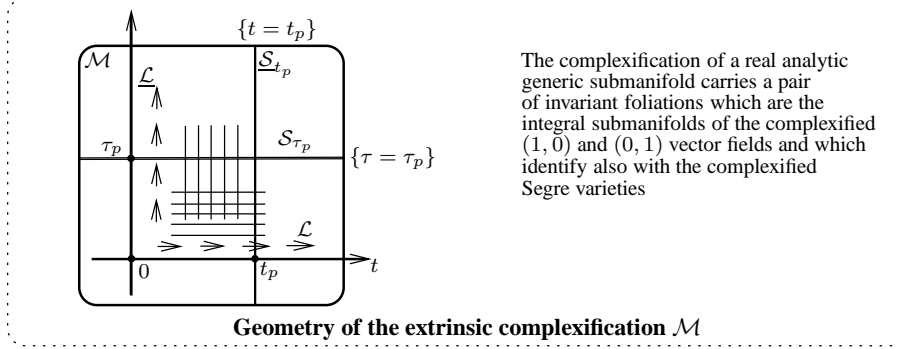 {t = t_p}
ℳ
ℒ̲
𝒮̲_{t_p}
τ_p
𝒮_{τ_p}
{τ = τ_p}
ℒ
0
t_p
t
The complexification of a real analytic
generic submanifold carries a pair
of invariant foliations which are the
integral submanifolds of the complexified
(1, 0) and (0, 1) vector fields and which
identify also with the complexified
Segre varieties
Geometry of the extrinsic complexification ℳ